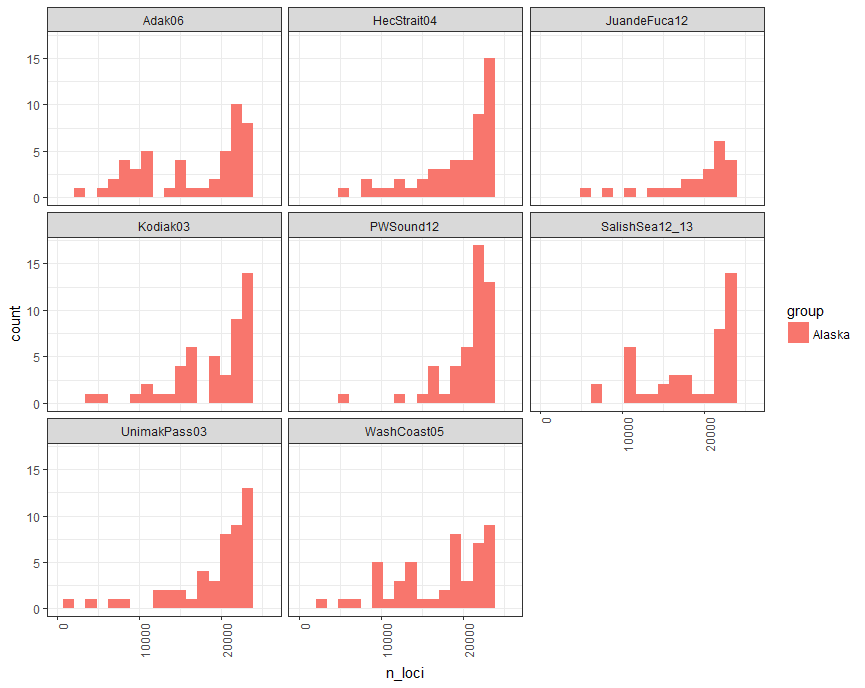 Adak06 HecStrait04 JuandeFuca12
15
10
5
0
Kodiak03 PWSound12 SalishSea12_13
15
10
5
0
count
group
Alaska
0 10000 20000
UnimakPass03 WashCoast05
15
10
5
0
0 10000 20000 0 10000 20000
n_loci